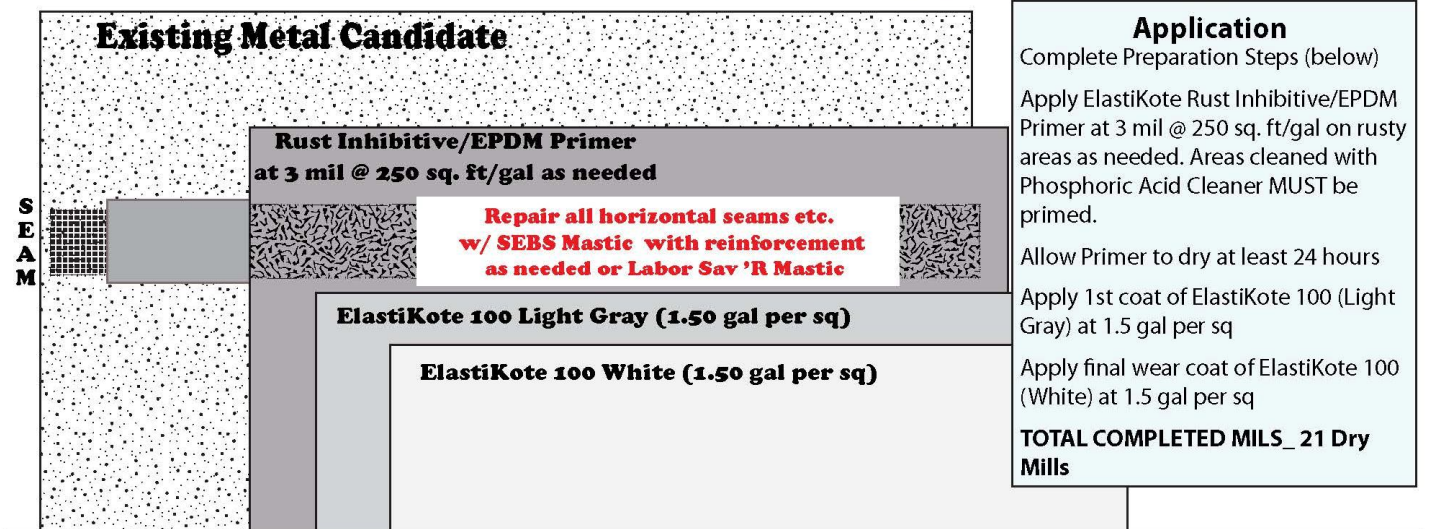 Existing Metal Candidate
Rust Inhibitive/EPDM Primer
at 3 mil @ 250 sq. ft/gal as needed
S
E
A
M
Repair all horizontal seams etc.
w/ SEBS Mastic with reinforcement
as needed or Labor Sav ’R Mastic
ElastiKote 100 Light Gray (1.50 gal per sq)
ElastiKote 100 White (1.50 gal per sq)
Application
Complete Preparation Steps (below)
Apply ElastiKote Rust Inhibitive/EPDM
Primer at 3 mil @ 250 sq. ft/gal on rusty
areas as needed. Areas cleaned with
Phosphoric Acid Cleaner MUST be
primed.
Allow Primer to dry at least 24 hours
Apply 1st coat of ElastiKote 100 (Light
Gray) at 1.5 gal per sq
Apply final wear coat of ElastiKote 100
(White) at 1.5 gal per sq
TOTAL COMPLETED MILS_ 21 Dry
Mills